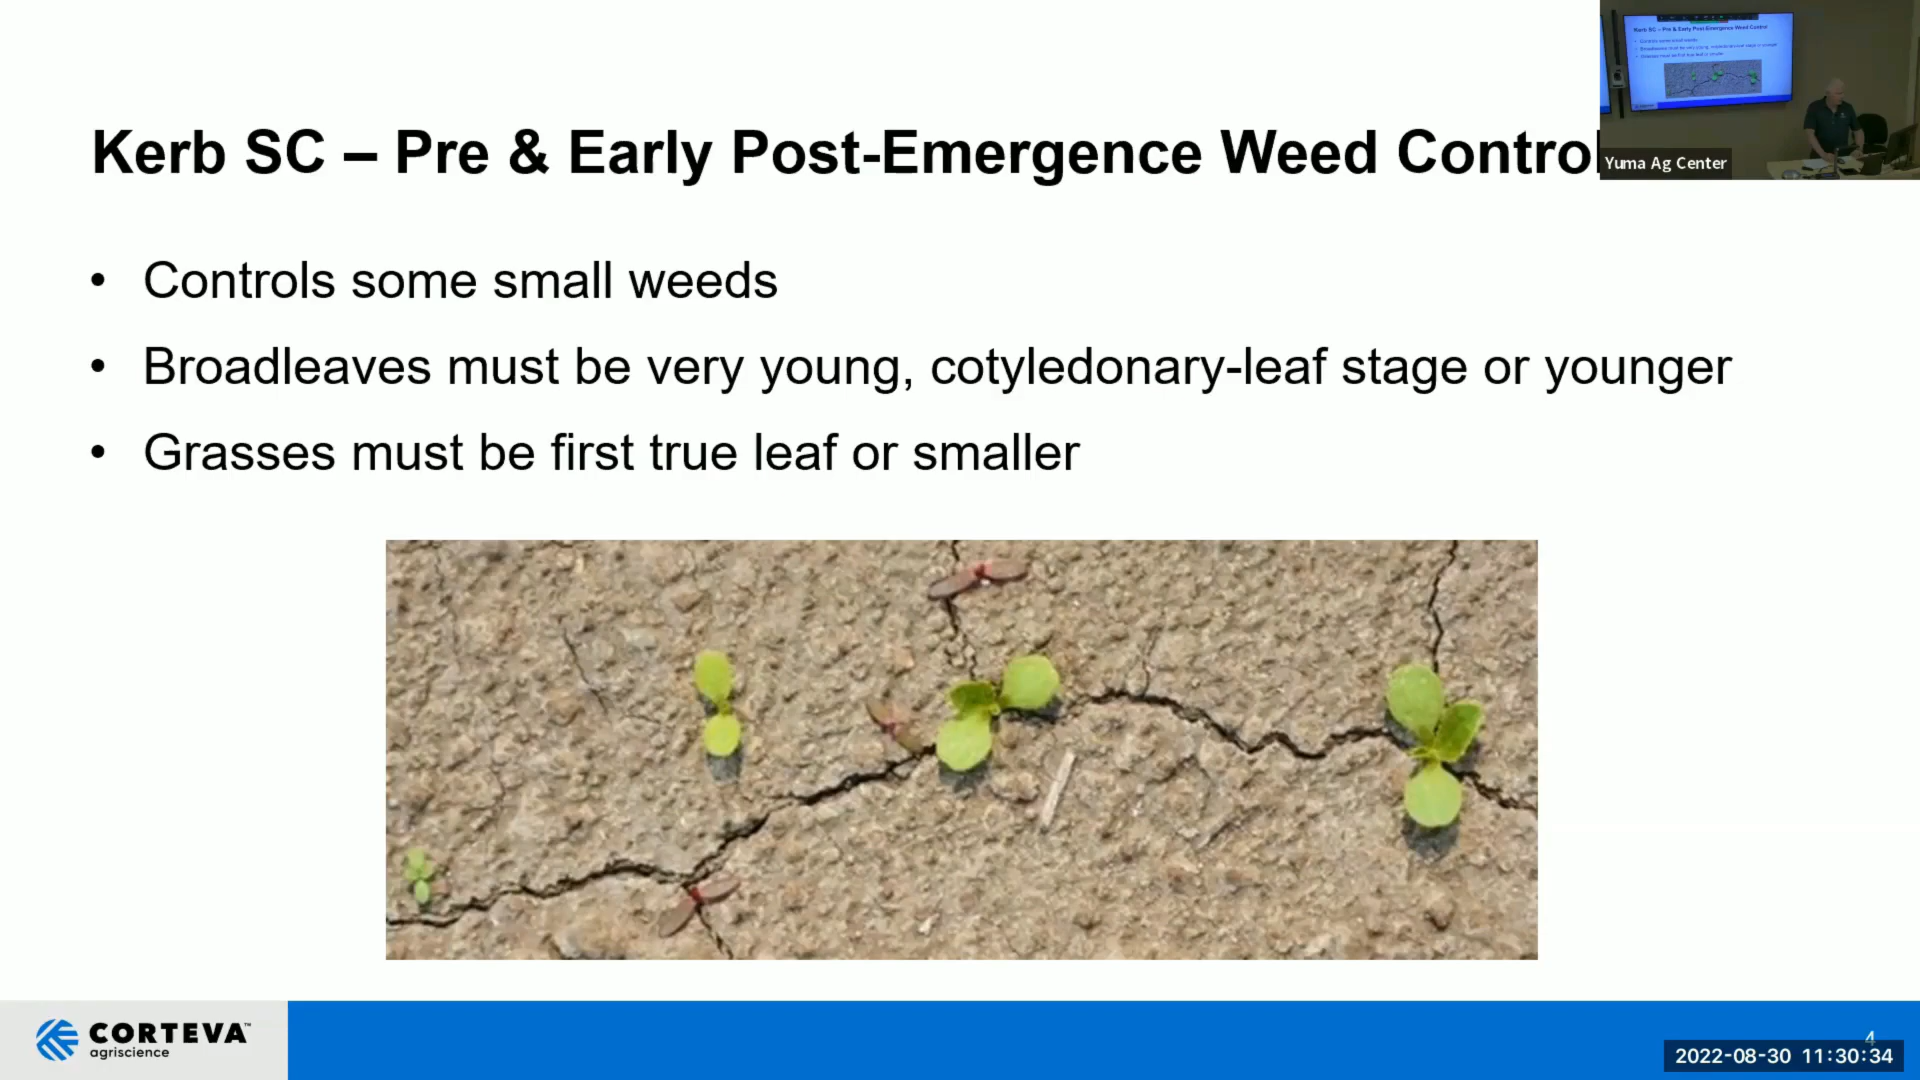 Kerb SC – Pre & Early Post-Emergence Weed Contro
Yuma Ag Center
• Controls some small weeds
• Broadleaves must be very young, cotyledonary-leaf stage or younger
• Grasses must be first true leaf or smaller
CORTEVA™
agriscience
4
2022-08-30 11:30:34